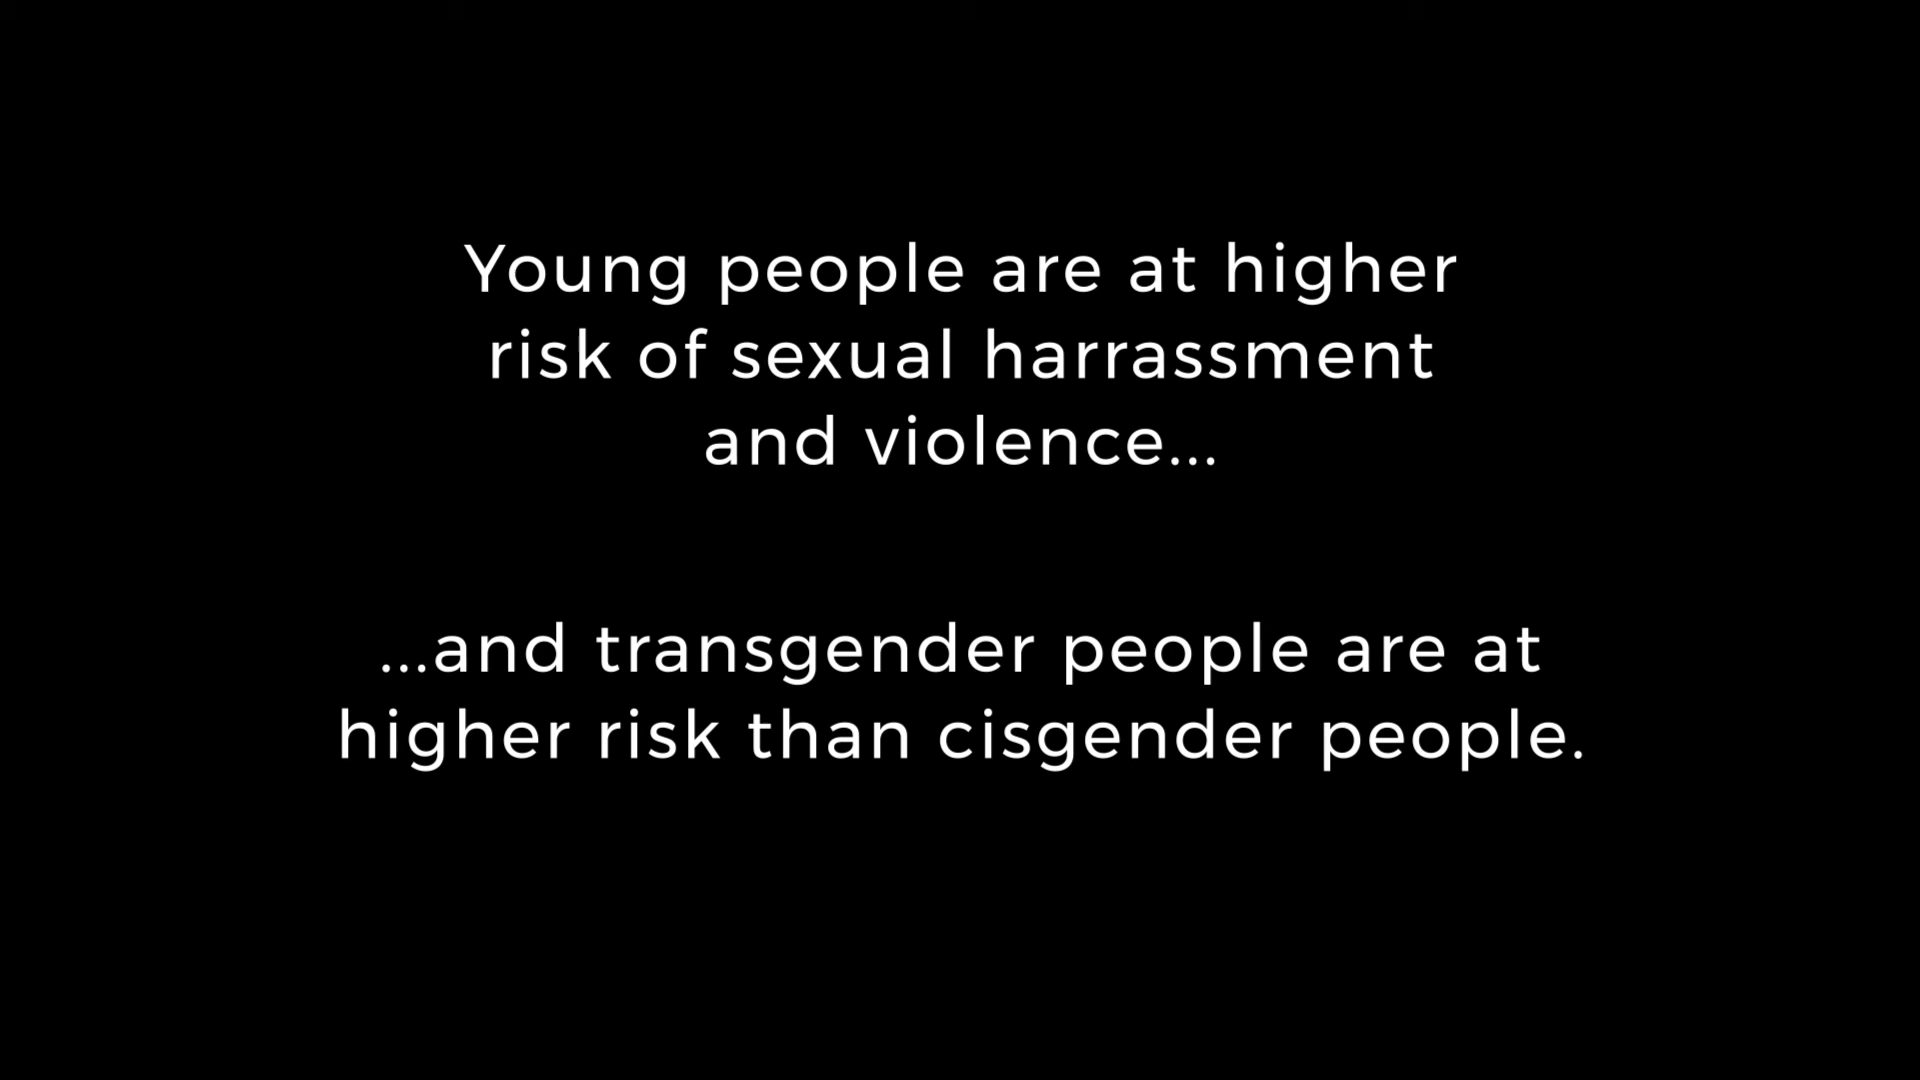 Young people are at higher
risk of sexual harrassment
and violence...
...and transgender people are at
higher risk than cisgender people.